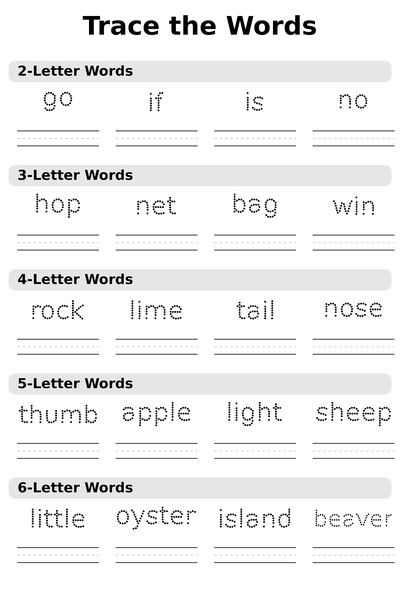 Trace the Words
2-Letter Words
go if is no
3-Letter Words
hop net bag win
4-Letter Words
rock lime tail nose
5-Letter Words
thumb apple light sheep
6-Letter Words
little oyster island beaver